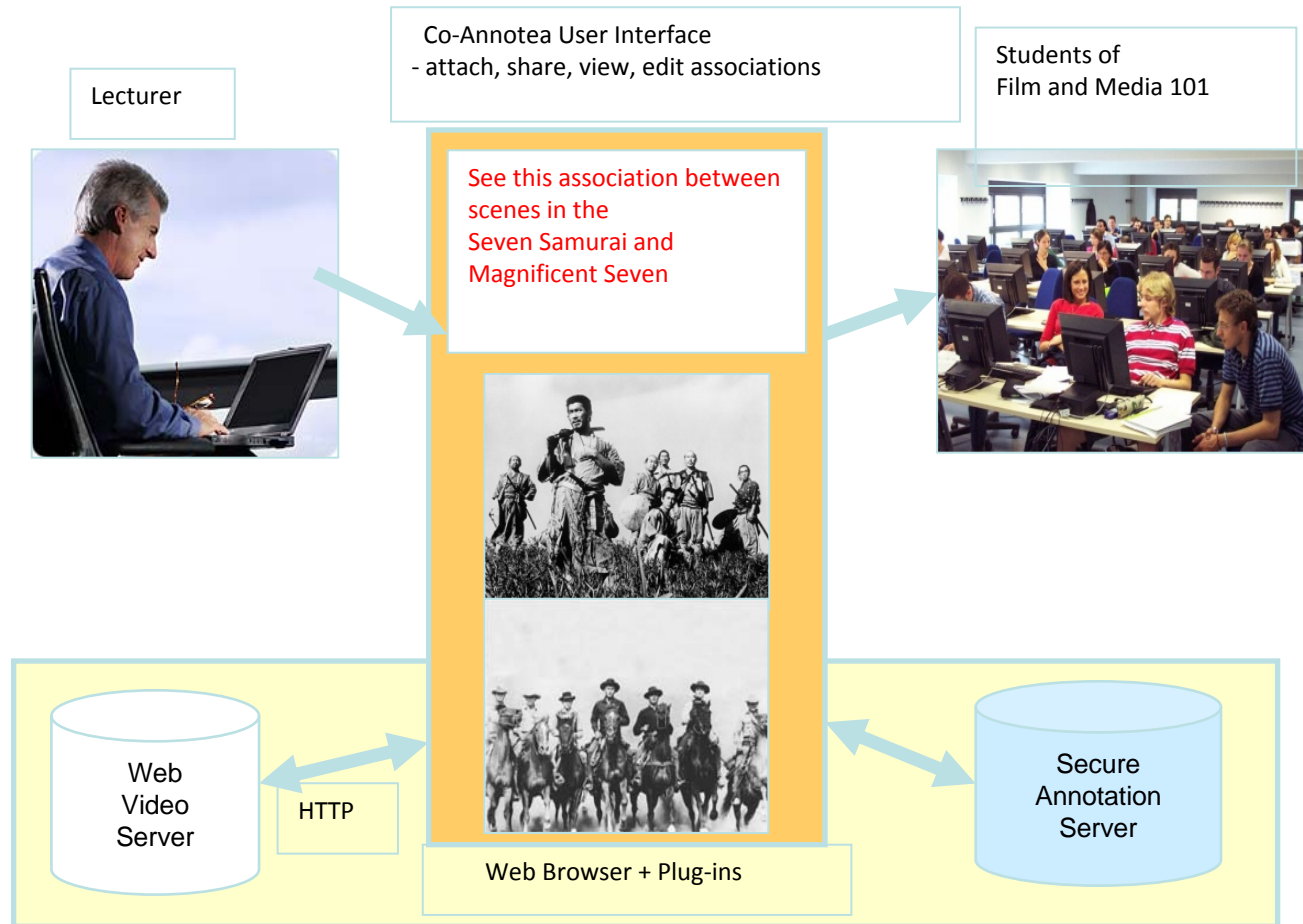 Co-Annotea User Interface
- attach, share, view, edit associations
Lecturer
Students of
Film and Media 101
See this association between
scenes in the
Seven Samurai and
Magnificent Seven
Web
Video
Server
HTTP
Secure
Annotation
Server
Web Browser + Plug-ins